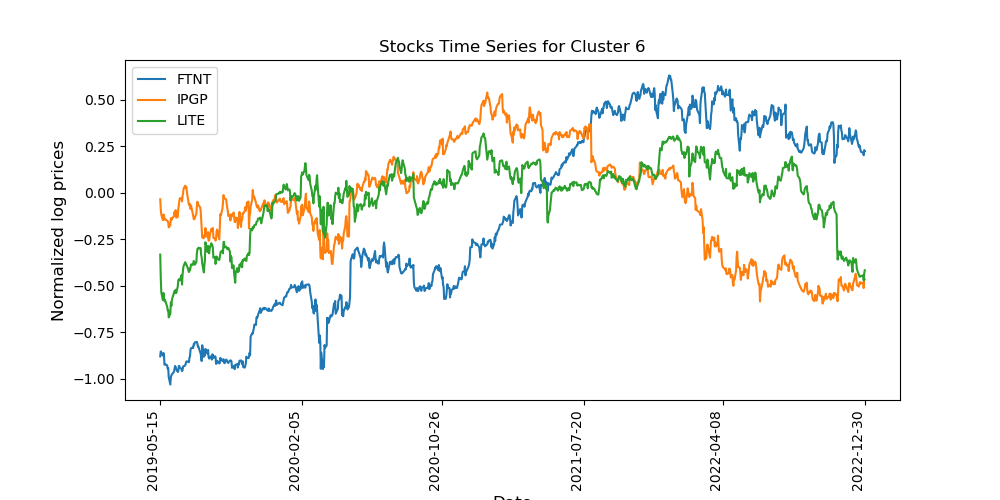 Stocks Time Series for Cluster 6
FTNT
IPGP
LITE
Normalized log prices
0.50
0.25
0.00
−0.25
−0.50
−0.75
−1.00
2019-05-15
2020-02-05
2020-10-26
2021-07-20
2022-04-08
2022-12-30
Date